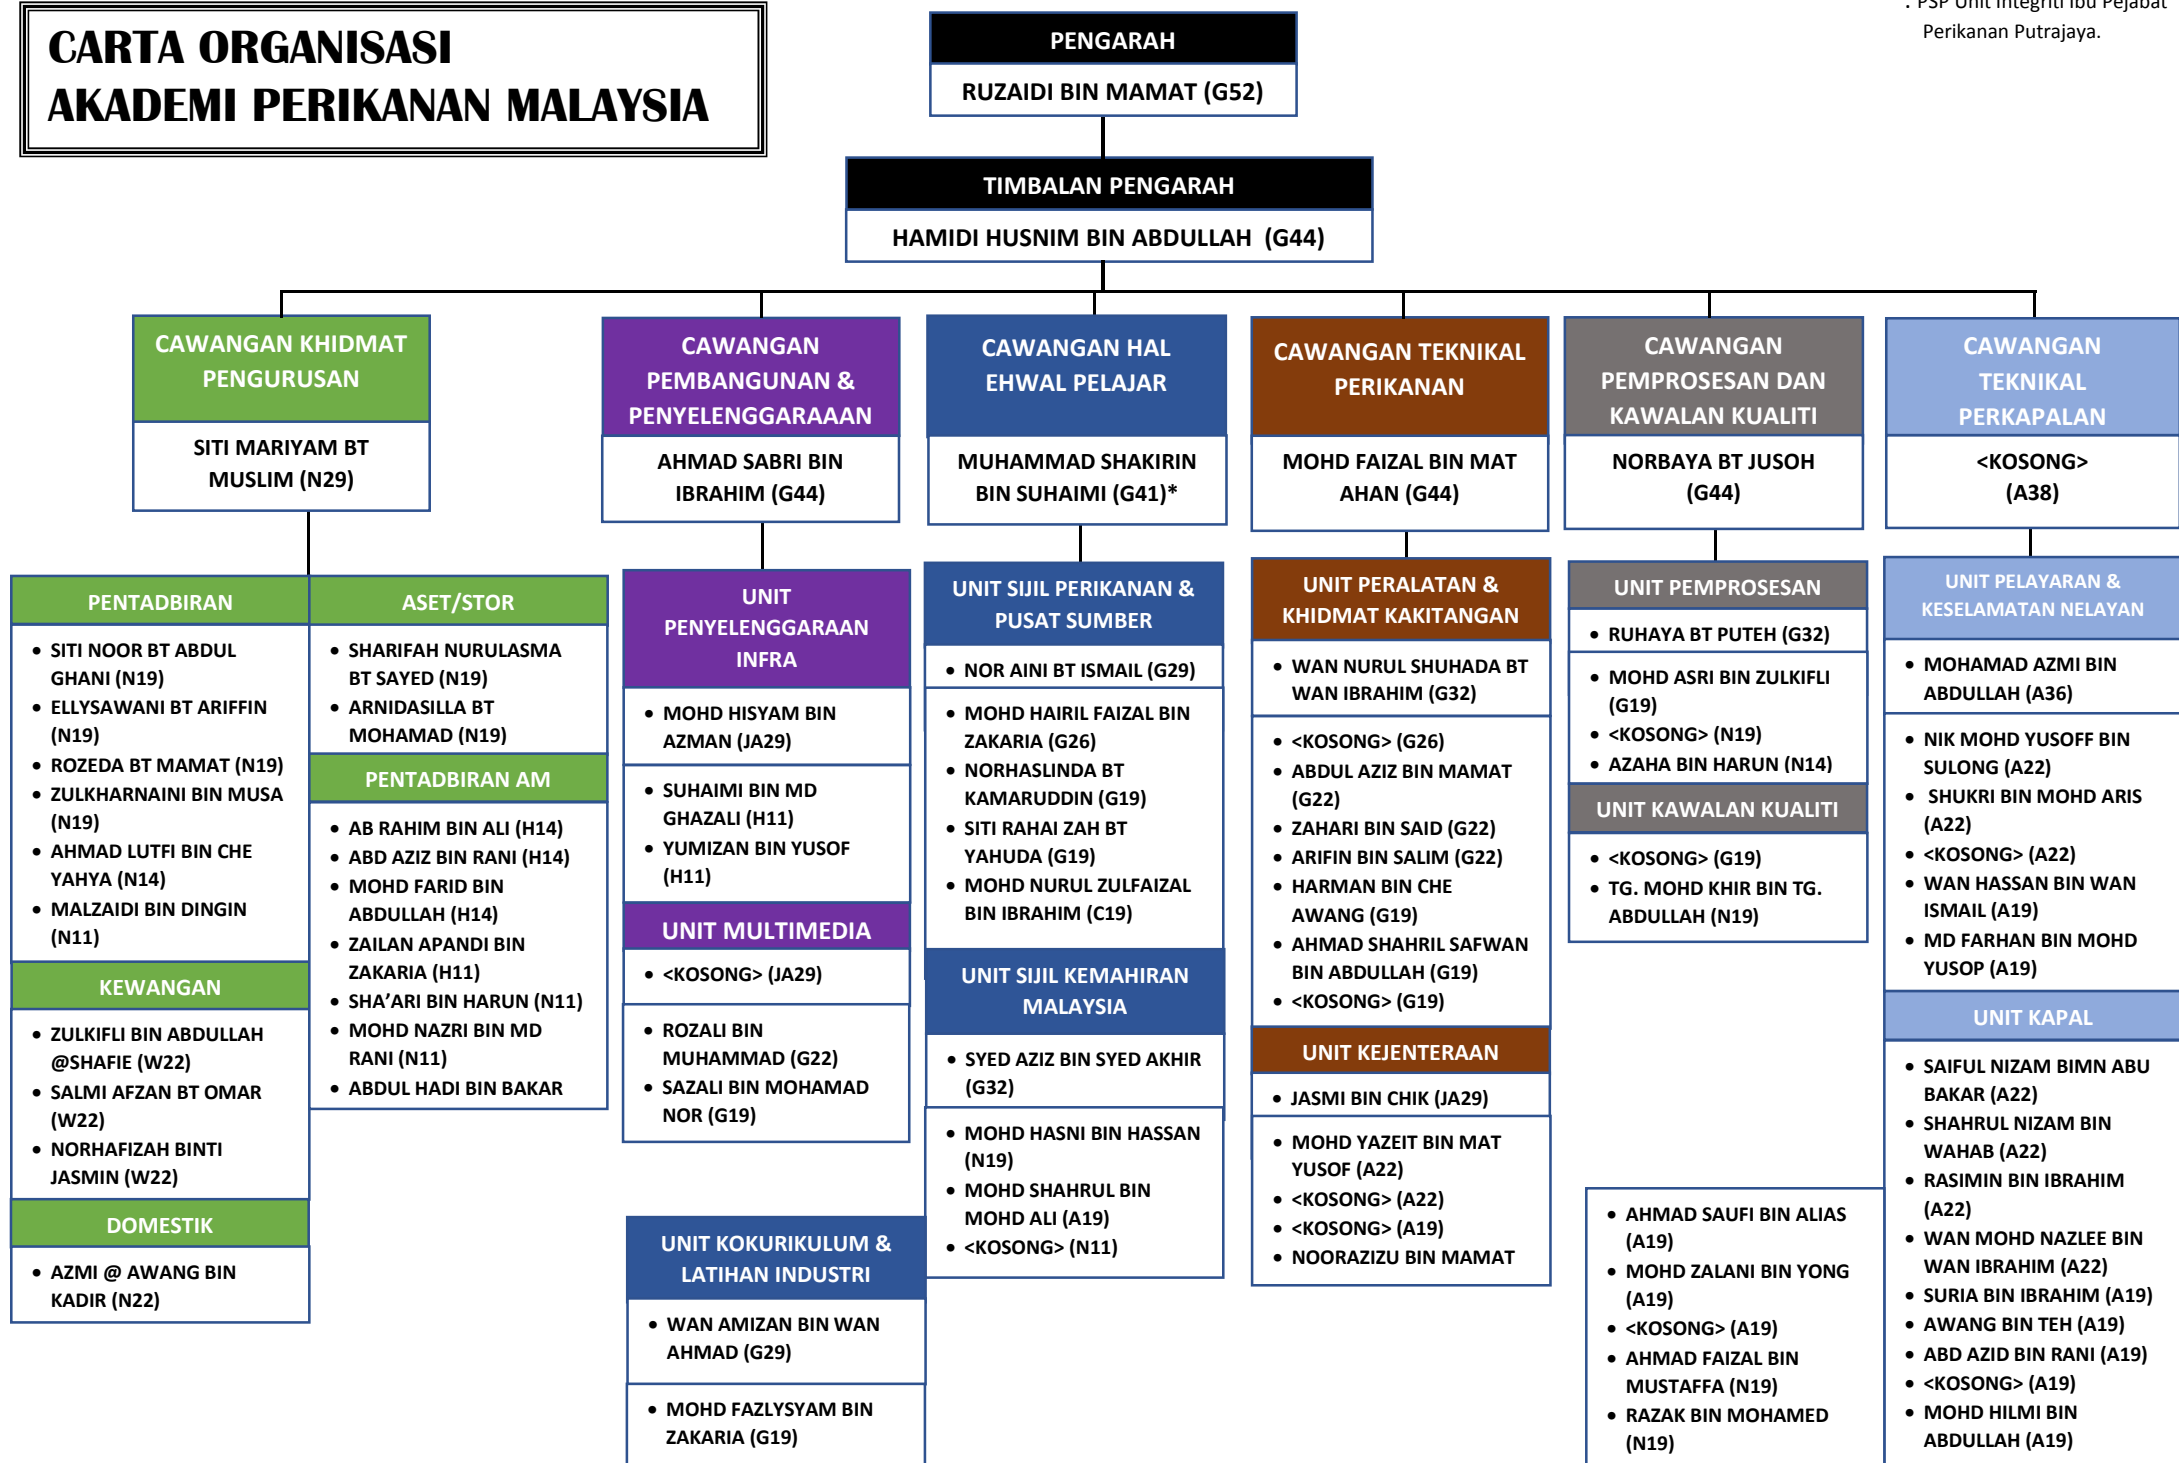 CARTA ORGANISASI
AKADEMI PERIKANAN MALAYSIA
. PSP Unit Integriti Ibu Pejabat
Perikanan Putrajaya.
PENGARAH
RUZAIDI BIN MAMAT (G52)
TIMBALAN PENGARAH
HAMIDI HUSNIM BIN ABDULLAH (G44)
CAWANGAN KHIDMAT
PENGURUSAN
SITI MARIYAM BT
MUSLIM (N29)
PENTADBIRAN
• SITI NOOR BT ABDUL
GHANI (N19)
• ELLYSAWANI BT ARIFFIN
(N19)
• ROZEDA BT MAMAT (N19)
• ZULKHARNAINI BIN MUSA
(N19)
• AHMAD LUTFI BIN CHE
YAHYA (N14)
• MALZAIDI BIN DINGIN
(N11)
KEWANGAN
• ZULKIFLI BIN ABDULLAH
@SHAFIE (W22)
• SALMI AFZAN BT OMAR
(W22)
• NORHAFIZAH BINTI
JASMIN (W22)
DOMESTIK
• AZMI @ AWANG BIN
KADIR (N22)
ASET/STOR
• SHARIFAH NURULASMA
BT SAYED (N19)
• ARNIDASILLA BT
MOHAMAD (N19)
PENTADBIRAN AM
• AB RAHIM BIN ALI (H14)
• ABD AZIZ BIN RANI (H14)
• MOHD FARID BIN
ABDULLAH (H14)
• ZAILAN APANDI BIN
ZAKARIA (H11)
• SHA’ARI BIN HARUN (N11)
• MOHD NAZRI BIN MD
RANI (N11)
• ABDUL HADI BIN BAKAR
CAWANGAN
PEMBANGUNAN &
PENYELENGGARAAAN
AHMAD SABRI BIN
IBRAHIM (G44)
UNIT
PENYELENGGARAAN
INFRA
• MOHD HISYAM BIN
AZMAN (JA29)
• SUHAIMI BIN MD
GHAZALI (H11)
• YUMIZAN BIN YUSOF
(H11)
UNIT MULTIMEDIA
• <KOSONG> (JA29)
• ROZALI BIN
MUHAMMAD (G22)
• SAZALI BIN MOHAMAD
NOR (G19)
UNIT KOKURIKULUM &
LATIHAN INDUSTRI
• WAN AMIZAN BIN WAN
AHMAD (G29)
• MOHD FAZLYSYAM BIN
ZAKARIA (G19)
CAWANGAN HAL
EHWAL PELAJAR
MUHAMMAD SHAKIRIN
BIN SUHAIMI (G41)*
UNIT SIJIL PERIKANAN &
PUSAT SUMBER
• NOR AINI BT ISMAIL (G29)
• MOHD HAIRIL FAIZAL BIN
ZAKARIA (G26)
• NORHASLINDA BT
KAMARUDDIN (G19)
• SITI RAHAI ZAH BT
YAHUDA (G19)
• MOHD NURUL ZULFAIZAL
BIN IBRAHIM (C19)
UNIT SIJIL KEMAHIRAN
MALAYSIA
• SYED AZIZ BIN SYED AKHIR
(G32)
• MOHD HASNI BIN HASSAN
(N19)
• MOHD SHAHRUL BIN
MOHD ALI (A19)
• <KOSONG> (N11)
CAWANGAN TEKNIKAL
PERIKANAN
MOHD FAIZAL BIN MAT
AHAN (G44)
UNIT PERALATAN &
KHIDMAT KAKITANGAN
• WAN NURUL SHUHADA BT
WAN IBRAHIM (G32)
• <KOSONG> (G26)
• ABDUL AZIZ BIN MAMAT
(G22)
• ZAHARI BIN SAID (G22)
• ARIFIN BIN SALIM (G22)
• HARMAN BIN CHE
AWANG (G19)
• AHMAD SHAHRIL SAFWAN
BIN ABDULLAH (G19)
• <KOSONG> (G19)
UNIT KEJENTERAAN
• JASMI BIN CHIK (JA29)
• MOHD YAZEIT BIN MAT
YUSOF (A22)
• <KOSONG> (A22)
• <KOSONG> (A19)
• NOORAZIZU BIN MAMAT
CAWANGAN
PEMPROSESAN DAN
KAWALAN KUALITI
NORBAYA BT JUSOH
(G44)
UNIT PEMPROSESAN
• RUHAYA BT PUTEH (G32)
• MOHD ASRI BIN ZULKIFLI
(G19)
• <KOSONG> (N19)
• AZAHA BIN HARUN (N14)
UNIT KAWALAN KUALITI
• <KOSONG> (G19)
• TG. MOHD KHIR BIN TG.
ABDULLAH (N19)
• AHMAD SAUFI BIN ALIAS
(A19)
• MOHD ZALANI BIN YONG
(A19)
• <KOSONG> (A19)
• AHMAD FAIZAL BIN
MUSTAFFA (N19)
• RAZAK BIN MOHAMED
(N19)
CAWANGAN
TEKNIKAL
PERKAPALAN
<KOSONG>
(A38)
UNIT PELAYARAN &
KESELAMATAN NELAYAN
• MOHAMAD AZMI BIN
ABDULLAH (A36)
• NIK MOHD YUSOFF BIN
SULONG (A22)
• SHUKRI BIN MOHD ARIS
(A22)
• <KOSONG> (A22)
• WAN HASSAN BIN WAN
ISMAIL (A19)
• MD FARHAN BIN MOHD
YUSOP (A19)
UNIT KAPAL
• SAIFUL NIZAM BIMN ABU
BAKAR (A22)
• SHAHRUL NIZAM BIN
WAHAB (A22)
• RASIMIN BIN IBRAHIM
(A22)
• WAN MOHD NAZLEE BIN
WAN IBRAHIM (A22)
• SURIA BIN IBRAHIM (A19)
• AWANG BIN TEH (A19)
• ABD AZID BIN RANI (A19)
• <KOSONG> (A19)
• MOHD HILMI BIN
ABDULLAH (A19)